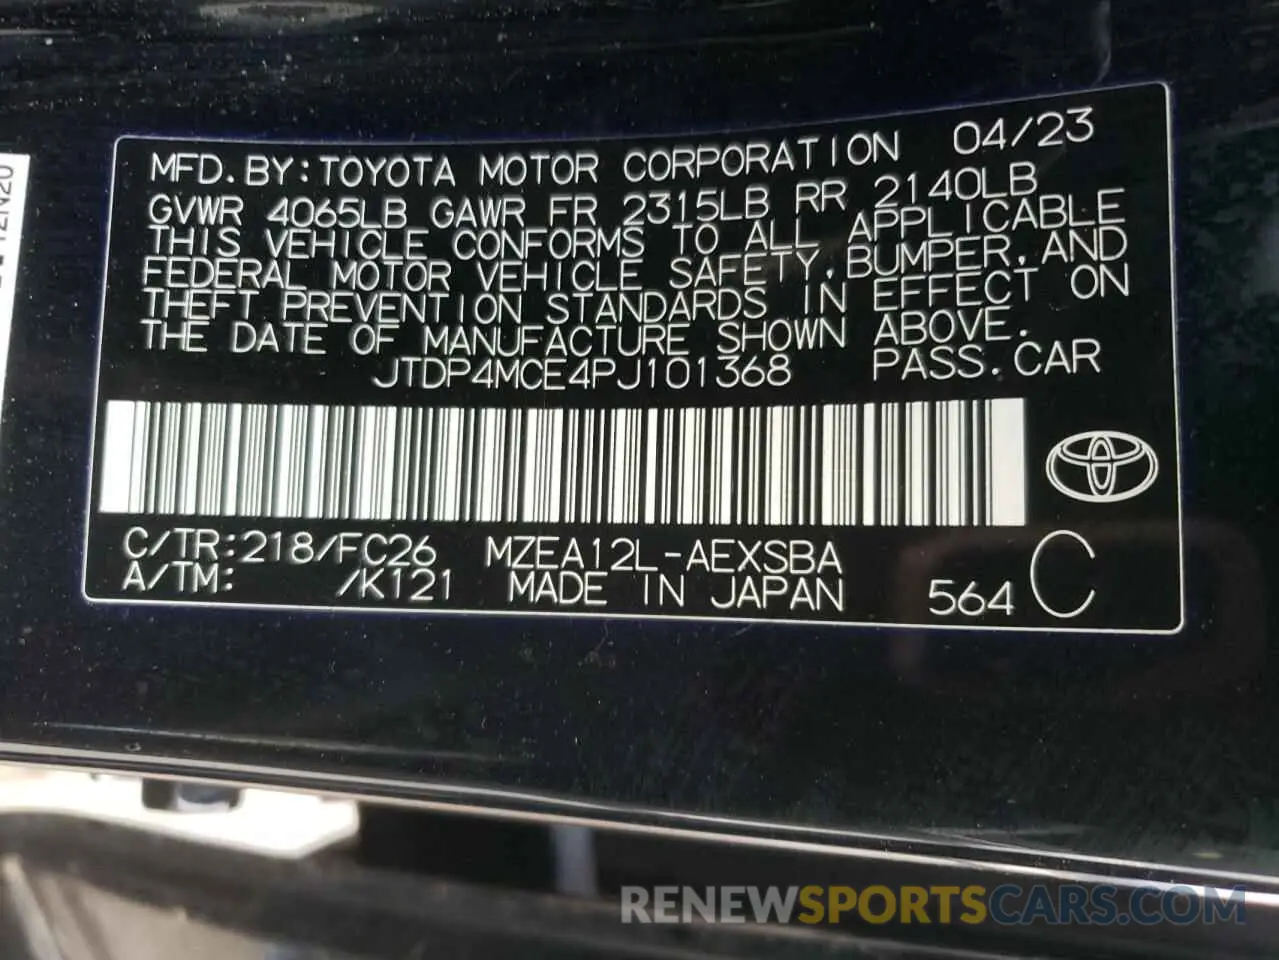 MFD.BY:TOYOTA MOTOR CORPORATION 04/23
GVWR 4065LB GAWR FR 2315LB RR 2140LB
THIS VEHICLE CONFORMS TO ALL APPLICABLE
FEDERAL MOTOR VEHICLE SAFETY,BUMPER,AND
THEFT PREVENTION STANDARDS IN EFFECT ON
THE DATE OF MANUFACTURE SHOWN ABOVE.
JTDP4MCE4PJ101368 PASS.CAR
C/TR:218/FC26 MZEA12L-AEXSBA
A/TM: /K121 MADE IN JAPAN 564 C
RENEWSPORTSCARS.COM